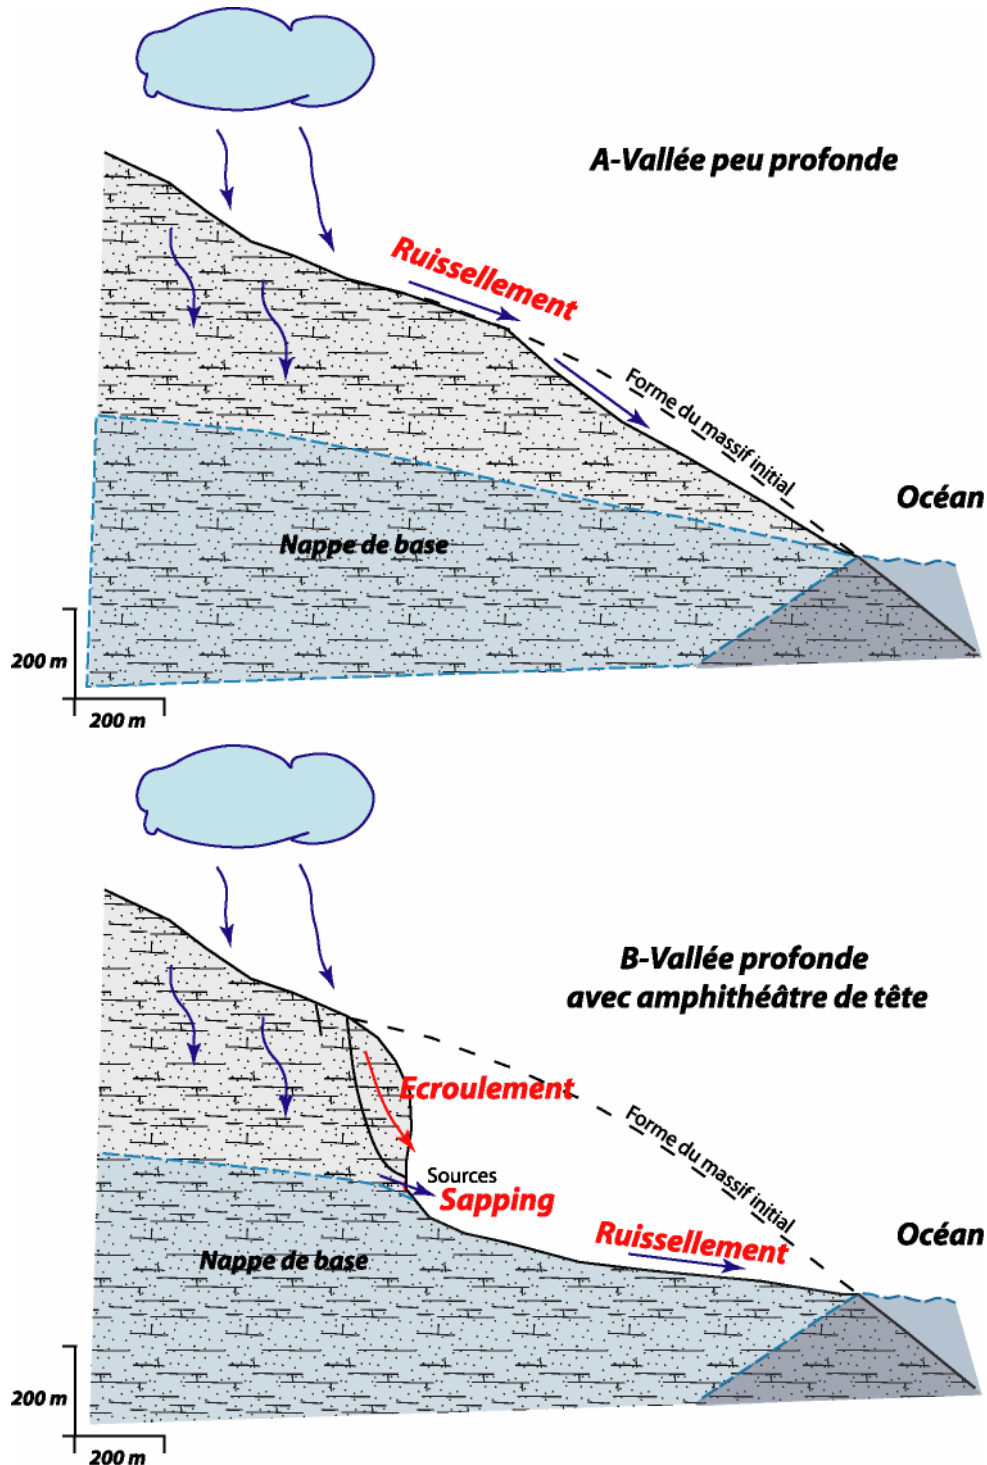 A-Vallée peu profonde
Ruissellement
Forme du massif initial
Océan
Nappe de base
200 m
200 m
B-Vallée profonde
avec amphithéâtre de tête
Ecroulement
Forme du massif initial
Sources
Sapping
Ruissellement
Océan
Nappe de base
200 m
200 m